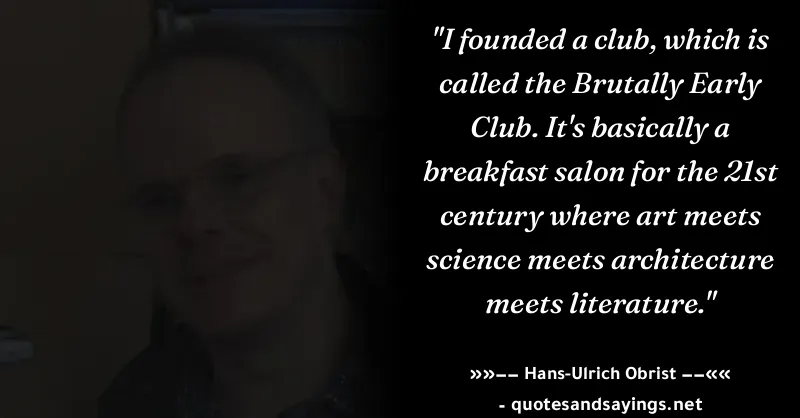 "I founded a club, which is
called the Brutally Early
Club. It's basically a
breakfast salon for the 21st
century where art meets
science meets architecture
meets literature."
»»–– Hans-Ulrich Obrist ––««
- quotesandsayings.net